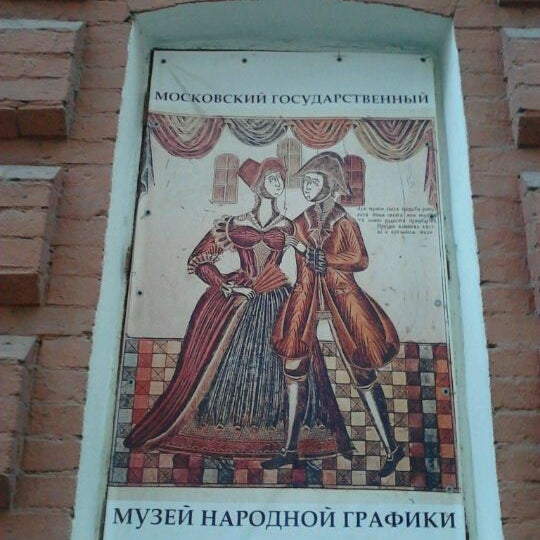 МОСКОВСКИЙ ГОСУДАРСТВЕННЫЙ
МУЗЕЙ НАРОДНОЙ ГРАФИКИ